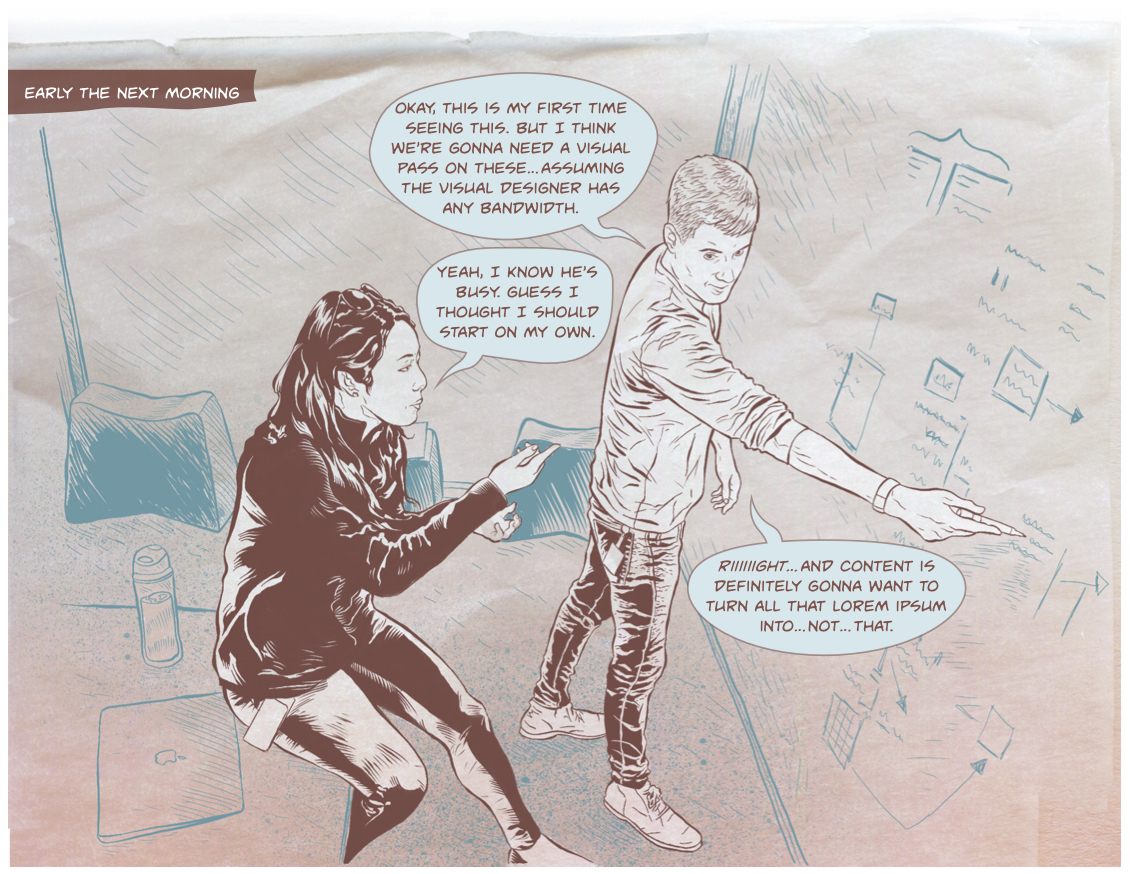 EARLY THE NEXT MORNING
OKAY, THIS IS MY FIRST TIME
SEEING THIS. BUT I THINK
WE'RE GONNA NEED A VISUAL
PASS ON THESE...ASSUMING
THE VISUAL DESIGNER HAS
ANY BANDWIDTH.
YEAH, I KNOW HE'S
BUSY. GUESS I
THOUGHT I SHOULD
START ON MY OWN.
RIIIIIIGHT...AND CONTENT IS
DEFINITELY GONNA WANT TO
TURN ALL THAT LOREM IPSUM
INTO...NOT...THAT.